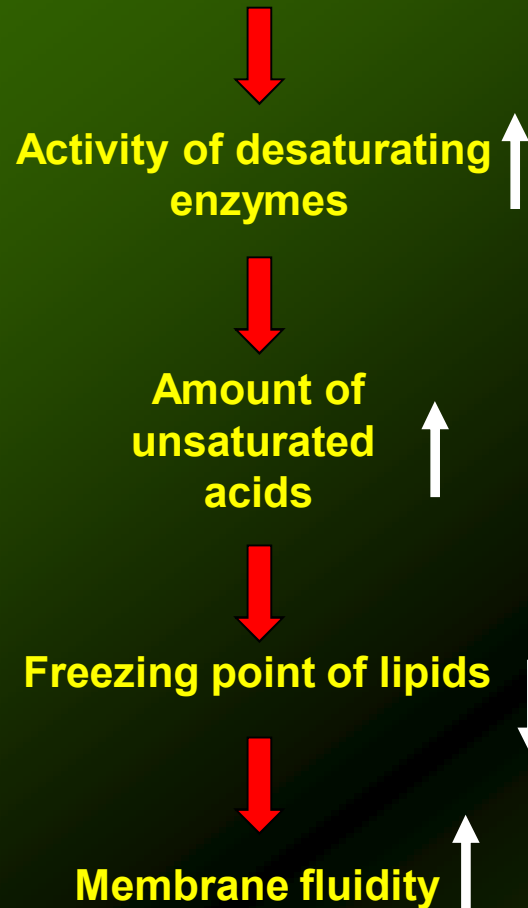 Activity of desaturating
enzymes
Amount of
unsaturated
acids
Freezing point of lipids
Membrane fluidity